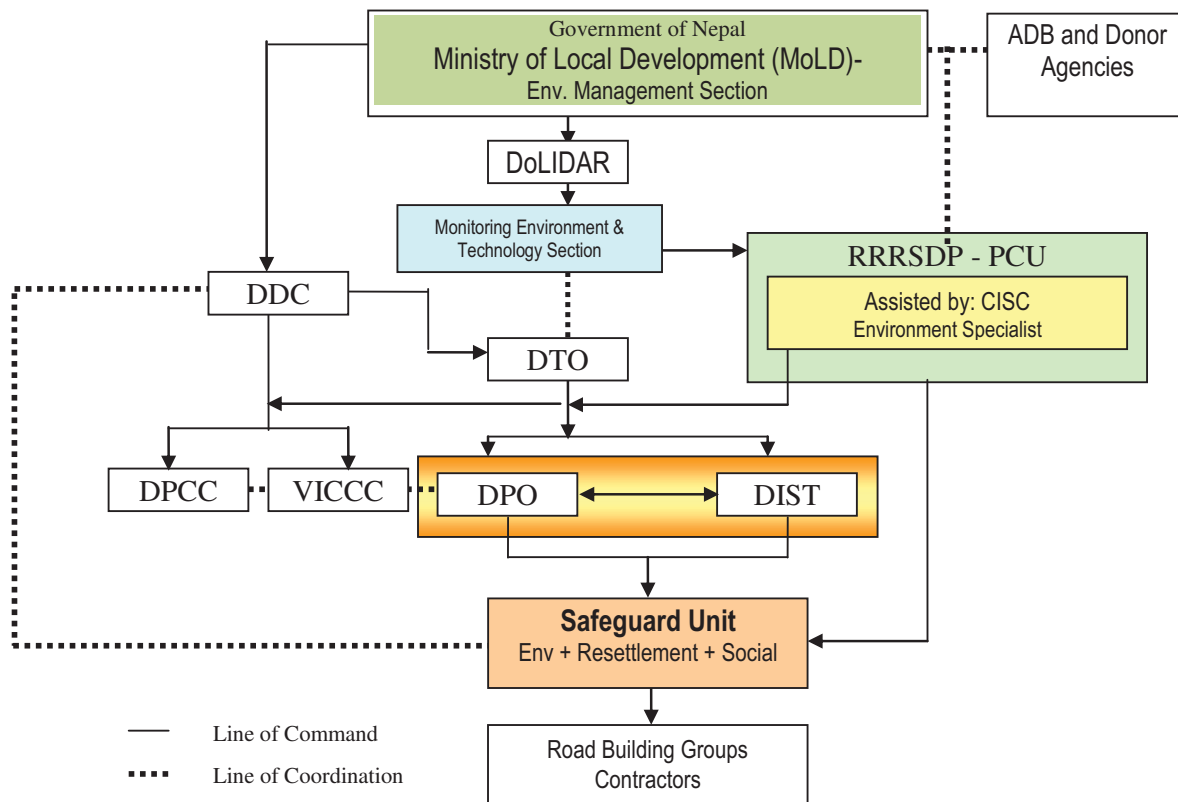 Government of Nepal
Ministry of Local Development (MoLD)-
Env. Management Section
ADB and Donor
Agencies
DoLIDAR
Monitoring Environment &
Technology Section
RRRSDP - PCU
Assisted by: CISC
Environment Specialist
DDC
DTO
DPCC
VICCC
DPO
DIST
Safeguard Unit
Env + Resettlement + Social
Line of Command
Line of Coordination
Road Building Groups
Contractors